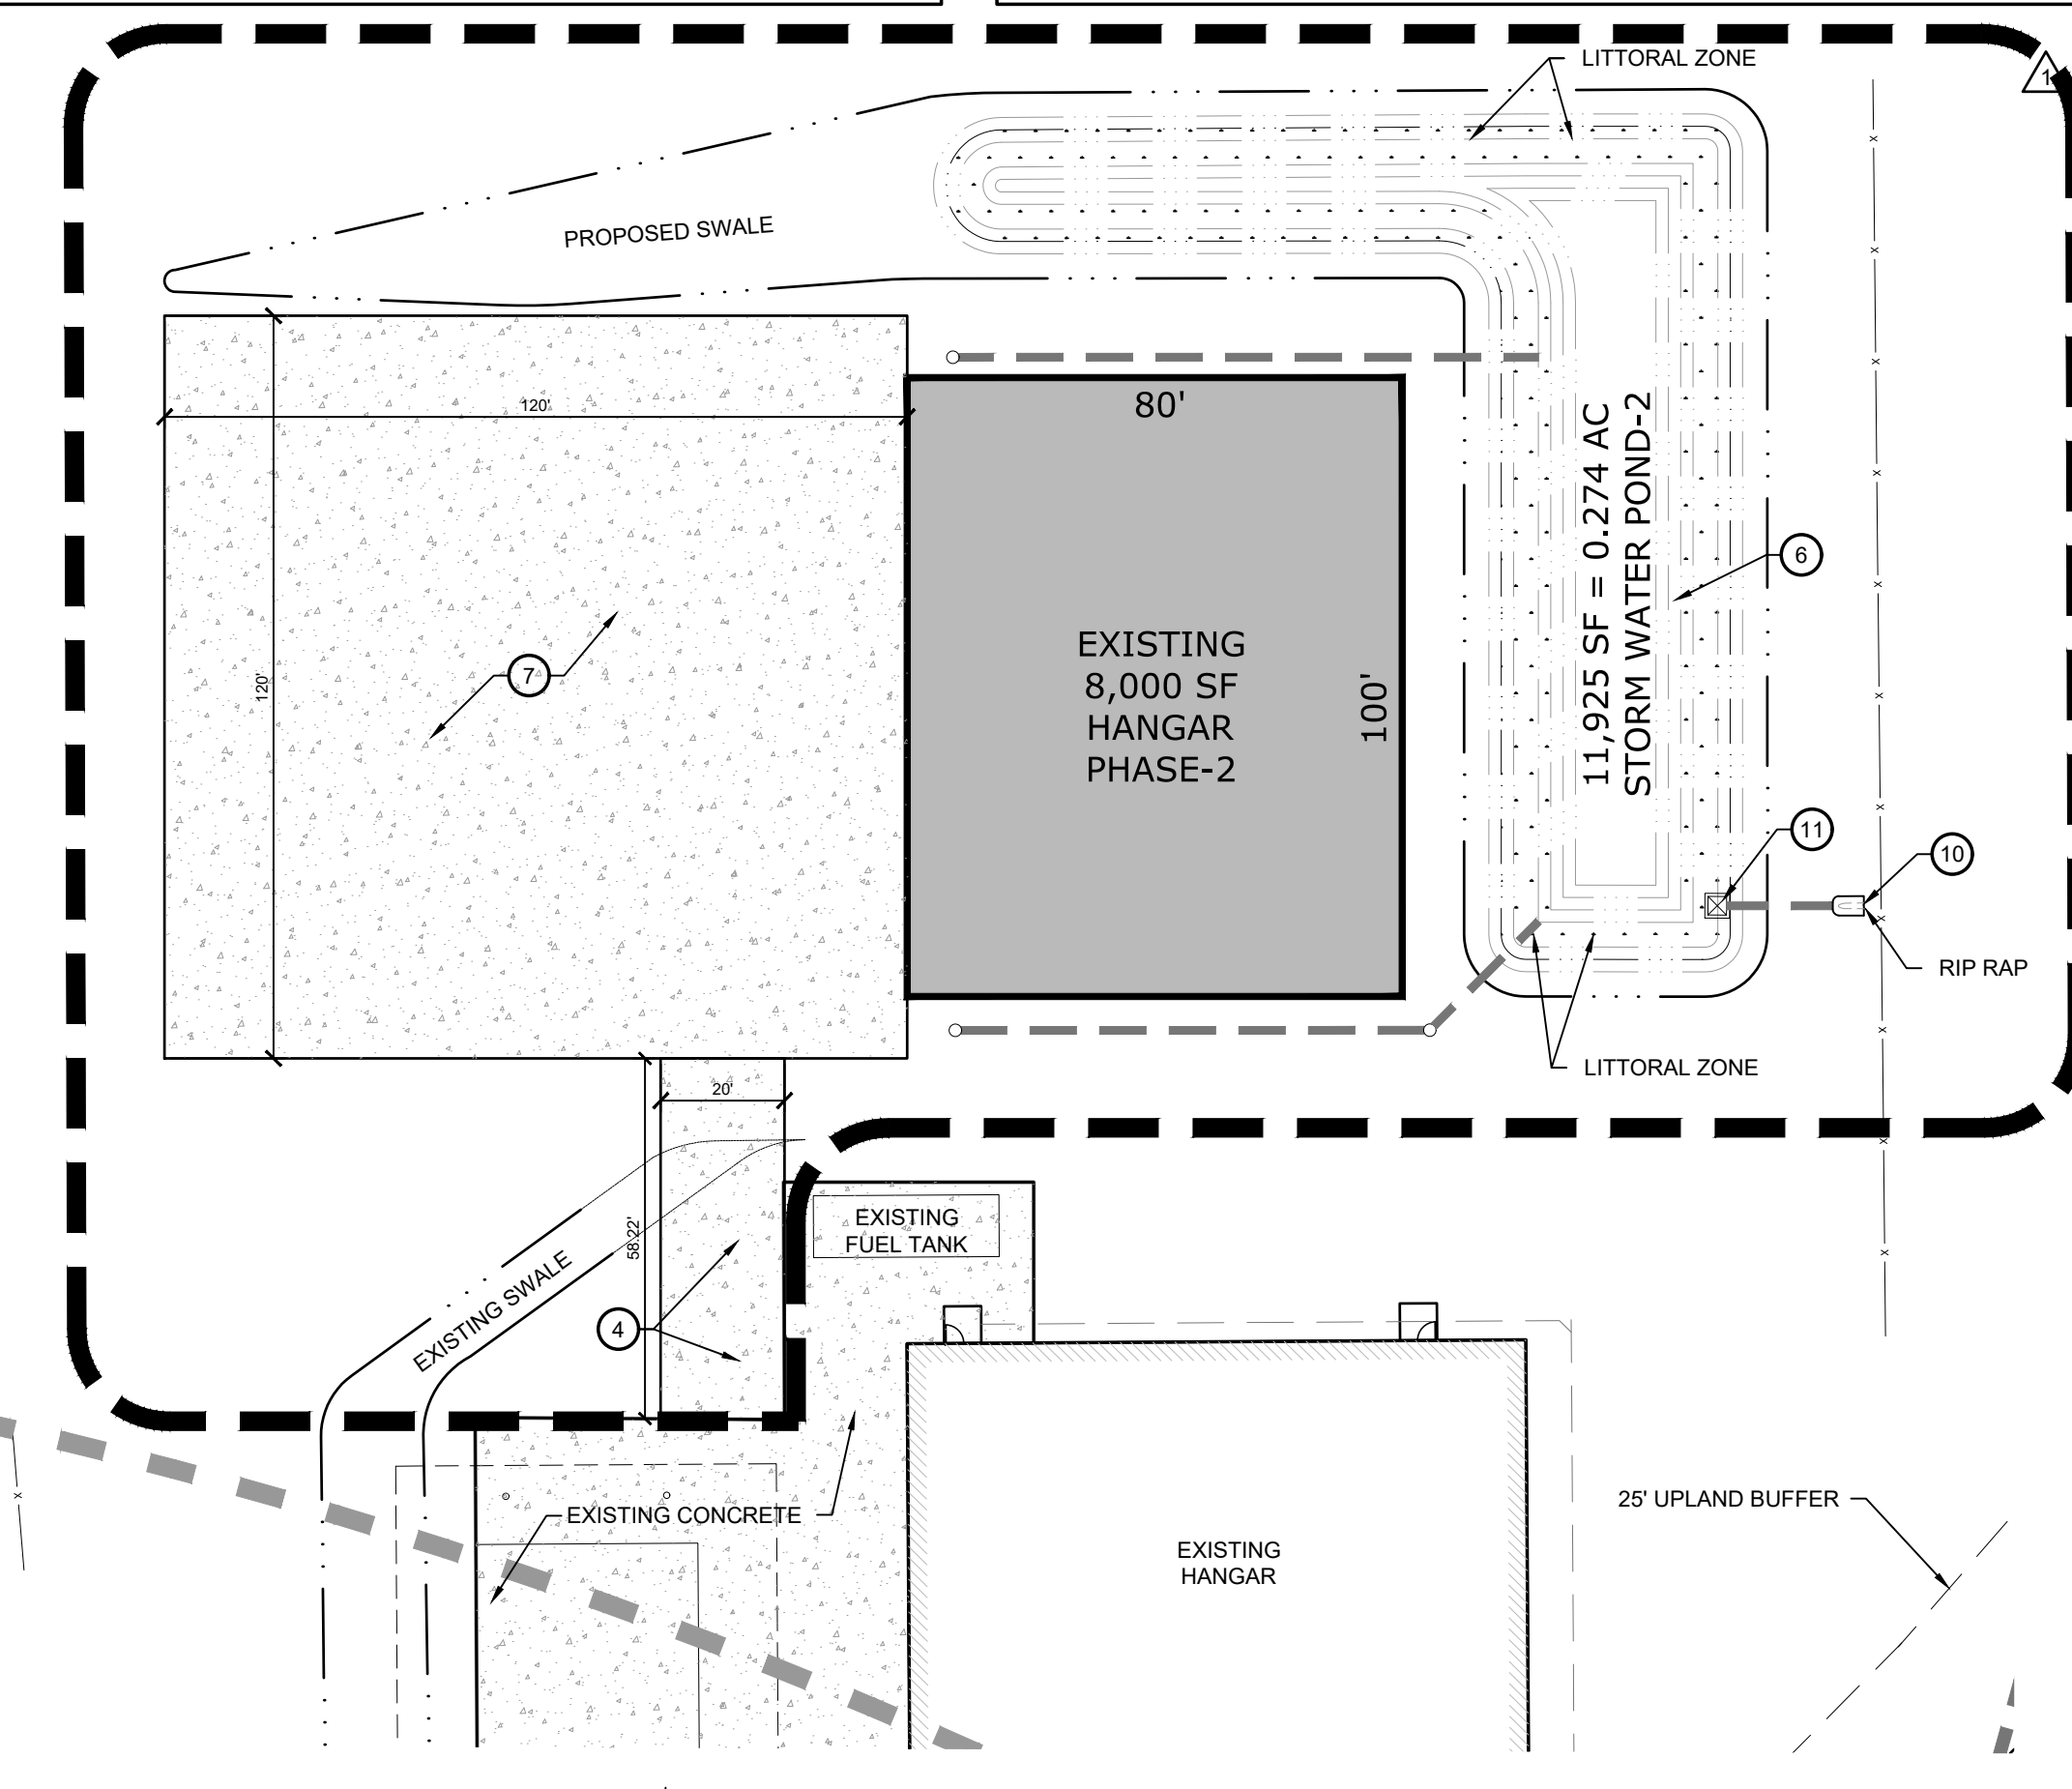 LITTORAL ZONE
1
PROPOSED SWALE
120'
80'
120'
7
EXISTING
8,000 SF
HANGAR
PHASE-2
100'
11,925 SF = 0.274 AC
STORM WATER POND-2
6
11
10
RIP RAP
LITTORAL ZONE
20'
58.22'
EXISTING SWALE
4
EXISTING
FUEL TANK
EXISTING CONCRETE
EXISTING
HANGAR
25' UPLAND BUFFER